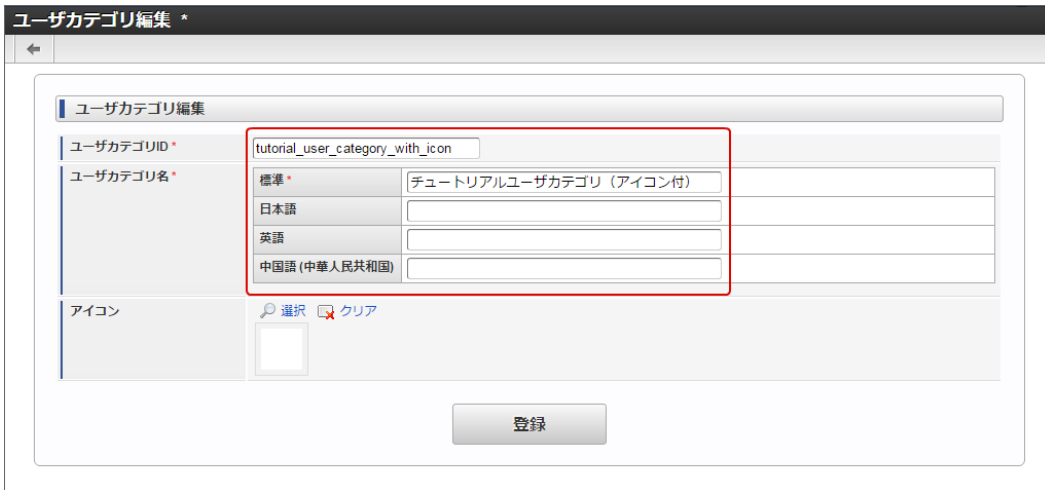 ユーザカテゴリ編集 *
ユーザカテゴリ編集
ユーザカテゴリID * tutorial_user_category_with_icon
ユーザカテゴリ名 * 標準 * チュートリアルユーザカテゴリ（アイコン付）
日本語
英語
中国語 (中華人民共和国)
アイコン 選択 クリア
登録